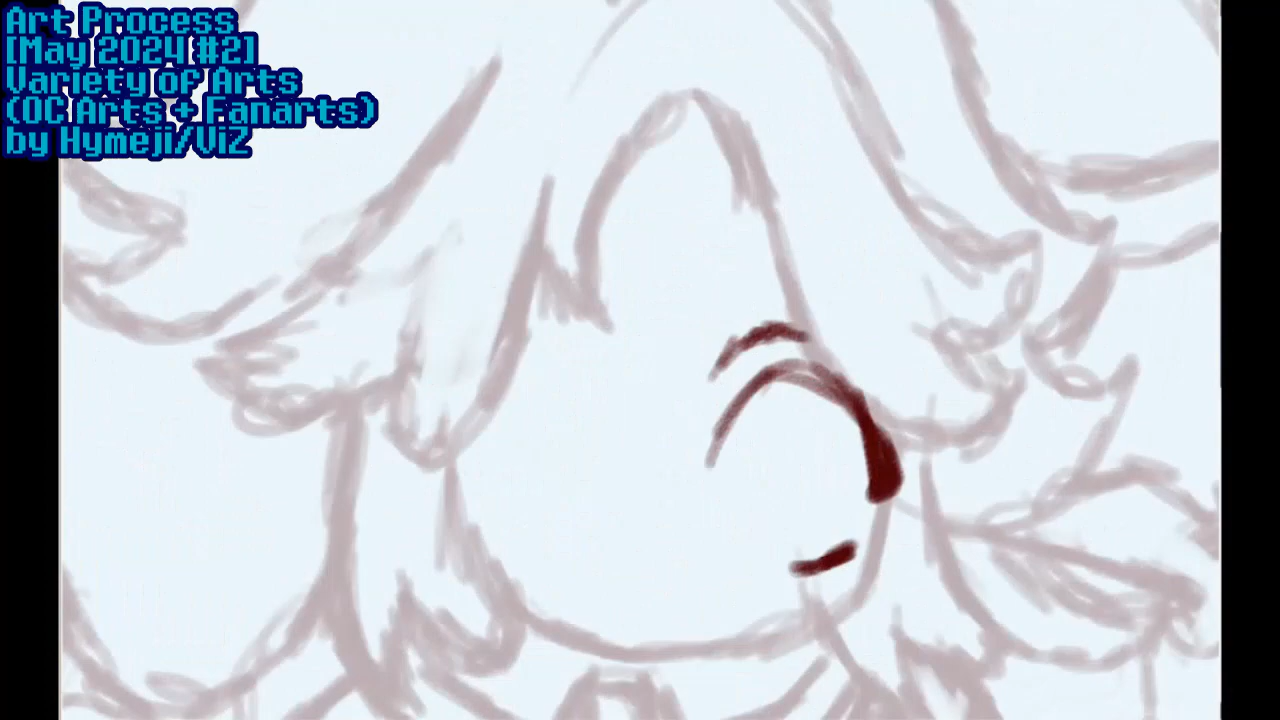 Art Process
[May 2024 #2]
Variety of Arts
(OC Arts + Fanarts)
by Hymeji/ViZ